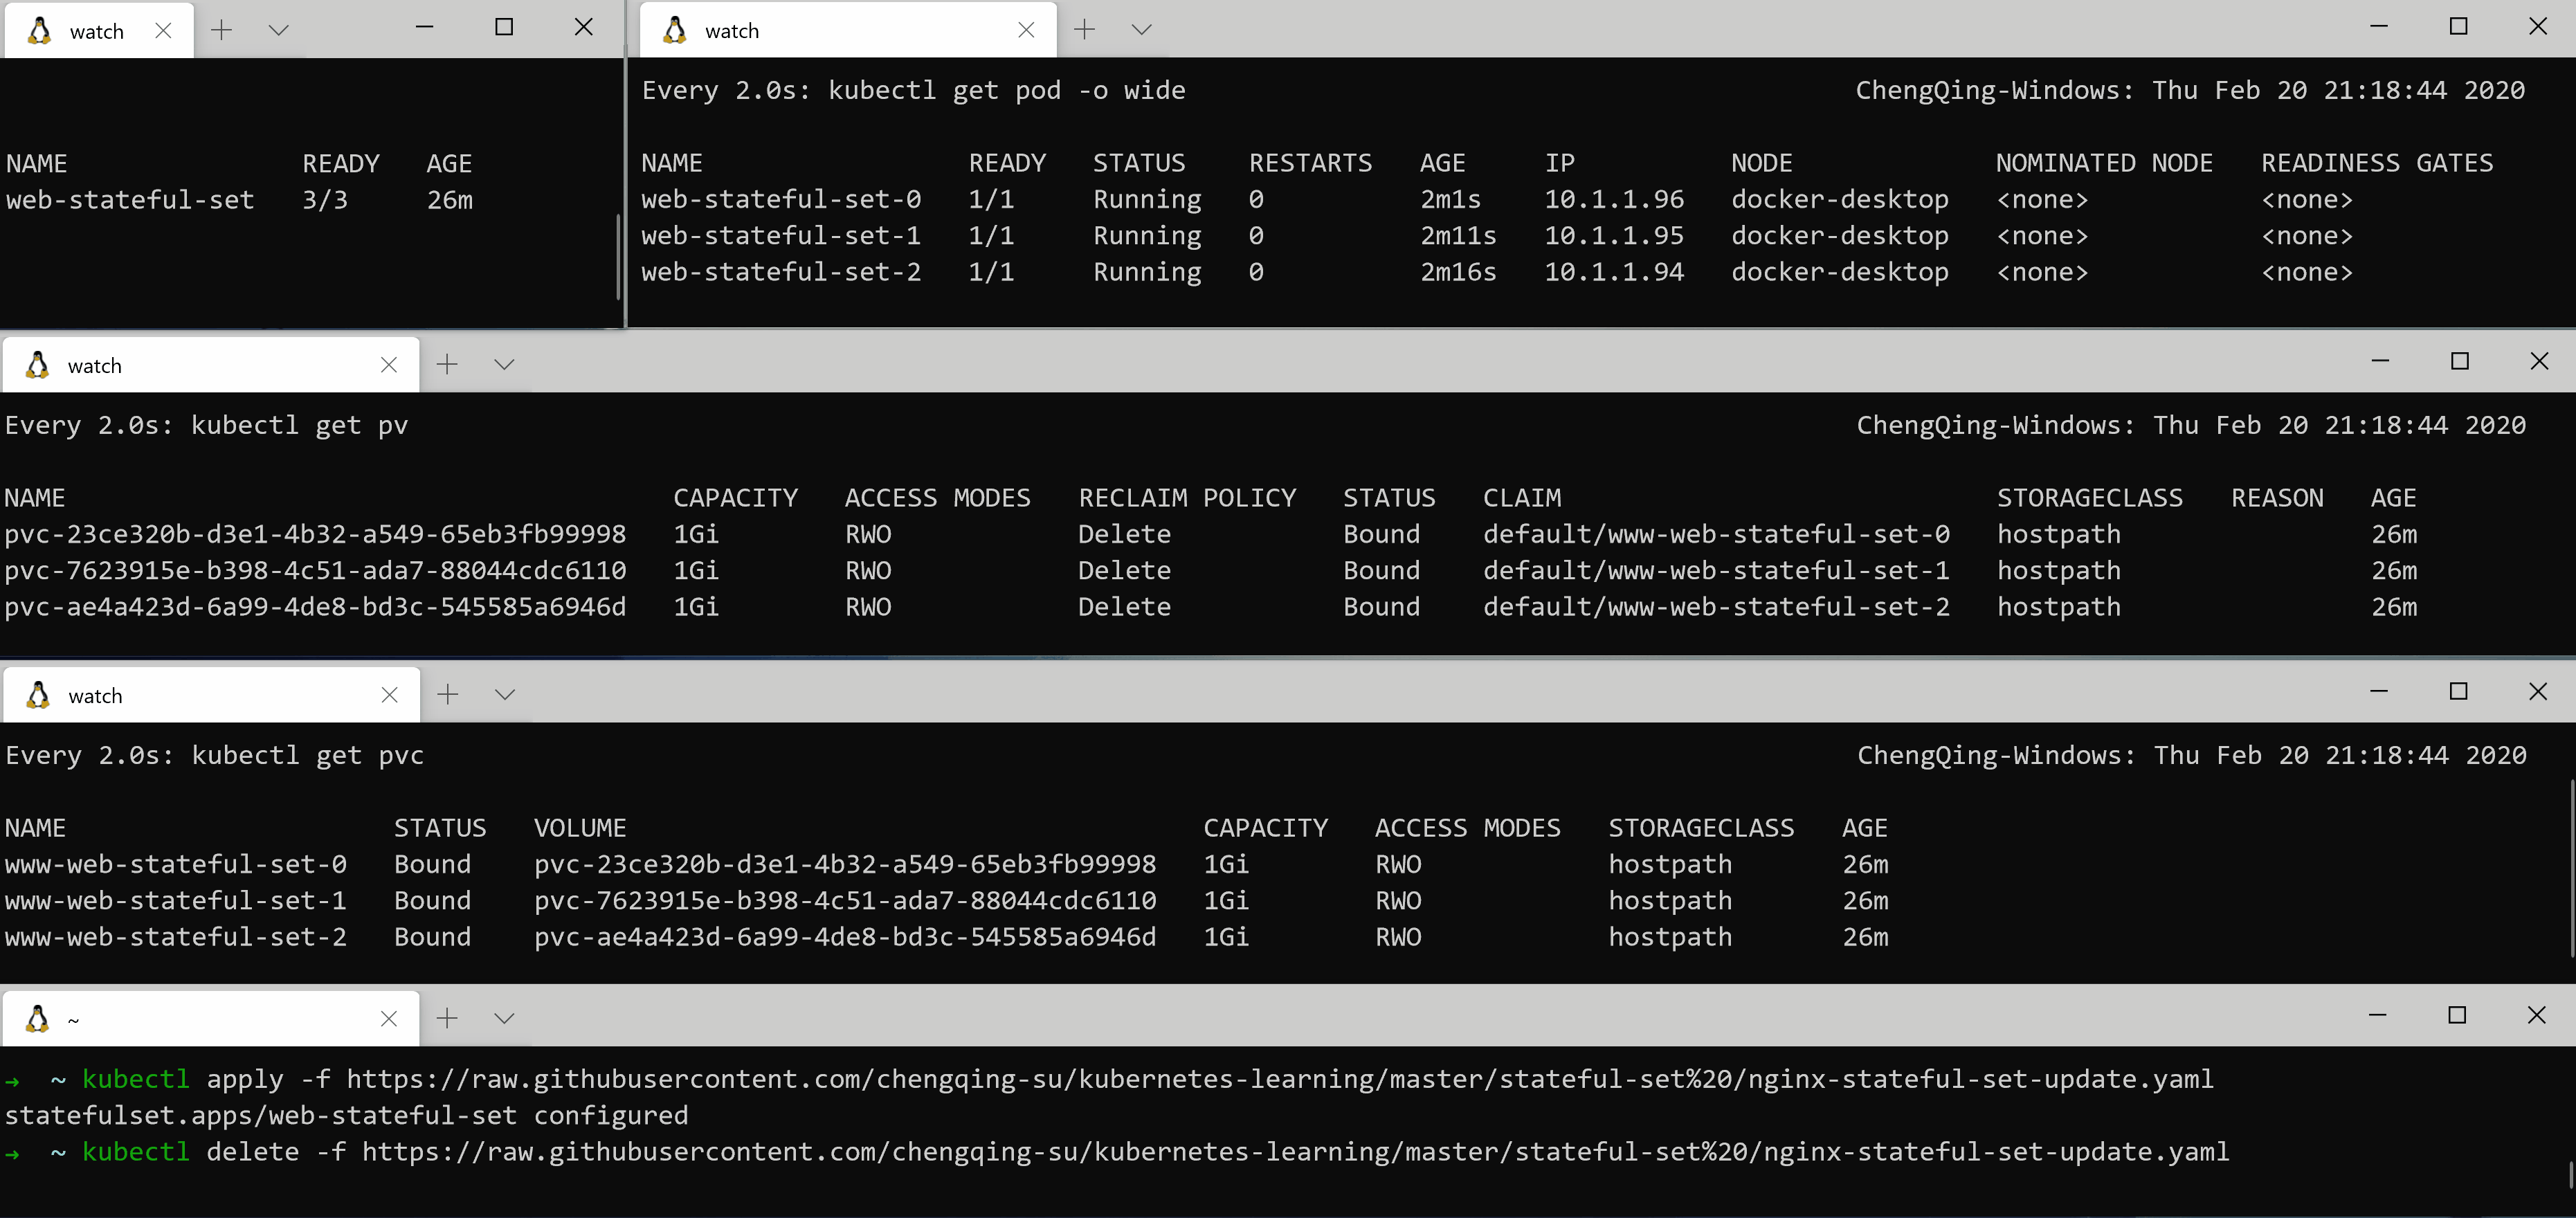 watch
NAME READY AGE
web-stateful-set 3/3 26m
watch
Every 2.0s: kubectl get pod -o wide ChengQing-Windows: Thu Feb 20 21:18:44 2020
NAME READY STATUS RESTARTS AGE IP NODE NOMINATED NODE READINESS GATES
web-stateful-set-0 1/1 Running 0 2m1s 10.1.1.96 docker-desktop <none> <none>
web-stateful-set-1 1/1 Running 0 2m11s 10.1.1.95 docker-desktop <none> <none>
web-stateful-set-2 1/1 Running 0 2m16s 10.1.1.94 docker-desktop <none> <none>
watch
Every 2.0s: kubectl get pv ChengQing-Windows: Thu Feb 20 21:18:44 2020
NAME CAPACITY ACCESS MODES RECLAIM POLICY STATUS CLAIM STORAGECLASS REASON AGE
pvc-23ce320b-d3e1-4b32-a549-65eb3fb99998 1Gi RWO Delete Bound default/www-web-stateful-set-0 hostpath 26m
pvc-7623915e-b398-4c51-ada7-88044cdc6110 1Gi RWO Delete Bound default/www-web-stateful-set-1 hostpath 26m
pvc-ae4a423d-6a99-4de8-bd3c-545585a6946d 1Gi RWO Delete Bound default/www-web-stateful-set-2 hostpath 26m
watch
Every 2.0s: kubectl get pvc ChengQing-Windows: Thu Feb 20 21:18:44 2020
NAME STATUS VOLUME CAPACITY ACCESS MODES STORAGECLASS AGE
www-web-stateful-set-0 Bound pvc-23ce320b-d3e1-4b32-a549-65eb3fb99998 1Gi RWO hostpath 26m
www-web-stateful-set-1 Bound pvc-7623915e-b398-4c51-ada7-88044cdc6110 1Gi RWO hostpath 26m
www-web-stateful-set-2 Bound pvc-ae4a423d-6a99-4de8-bd3c-545585a6946d 1Gi RWO hostpath 26m
~
→ ~ kubectl apply -f https://raw.githubusercontent.com/chengqing-su/kubernetes-learning/master/stateful-set%20/nginx-stateful-set-update.yaml
statefulset.apps/web-stateful-set configured
→ ~ kubectl delete -f https://raw.githubusercontent.com/chengqing-su/kubernetes-learning/master/stateful-set%20/nginx-stateful-set-update.yaml